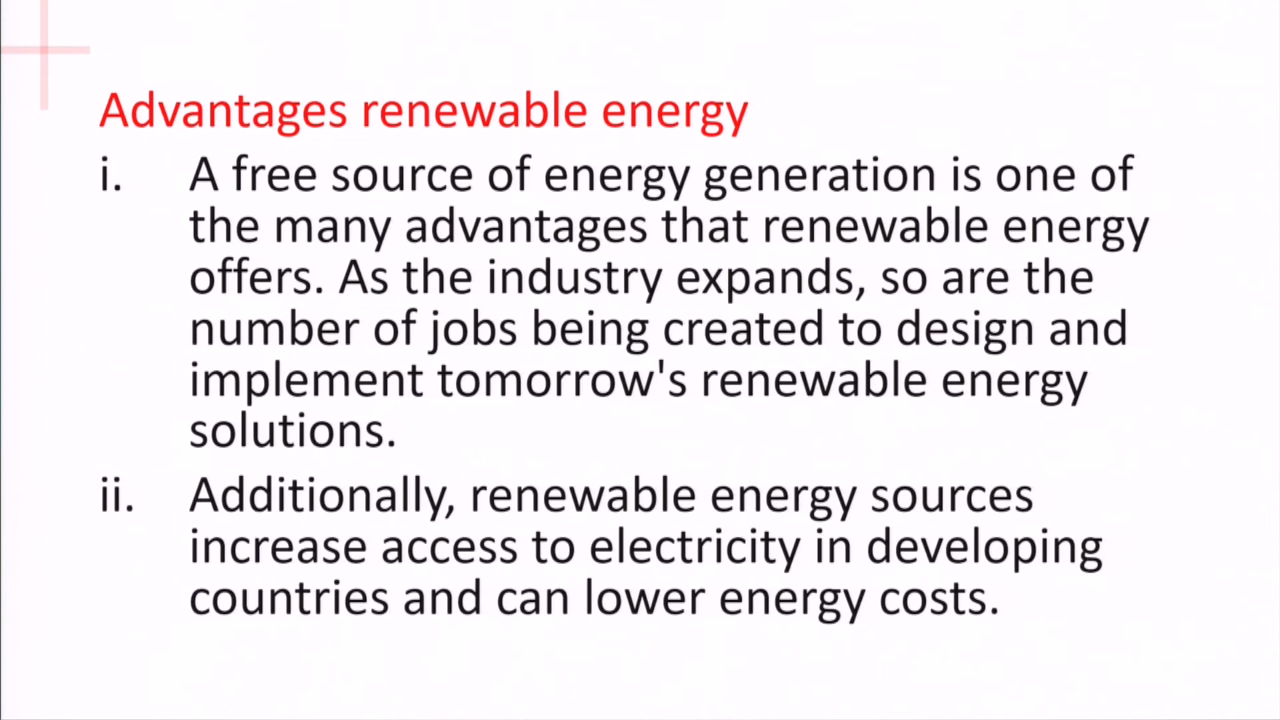 Advantages renewable energy
i. A free source of energy generation is one of
the many advantages that renewable energy
offers. As the industry expands, so are the
number of jobs being created to design and
implement tomorrow's renewable energy
solutions.
ii. Additionally, renewable energy sources
increase access to electricity in developing
countries and can lower energy costs.